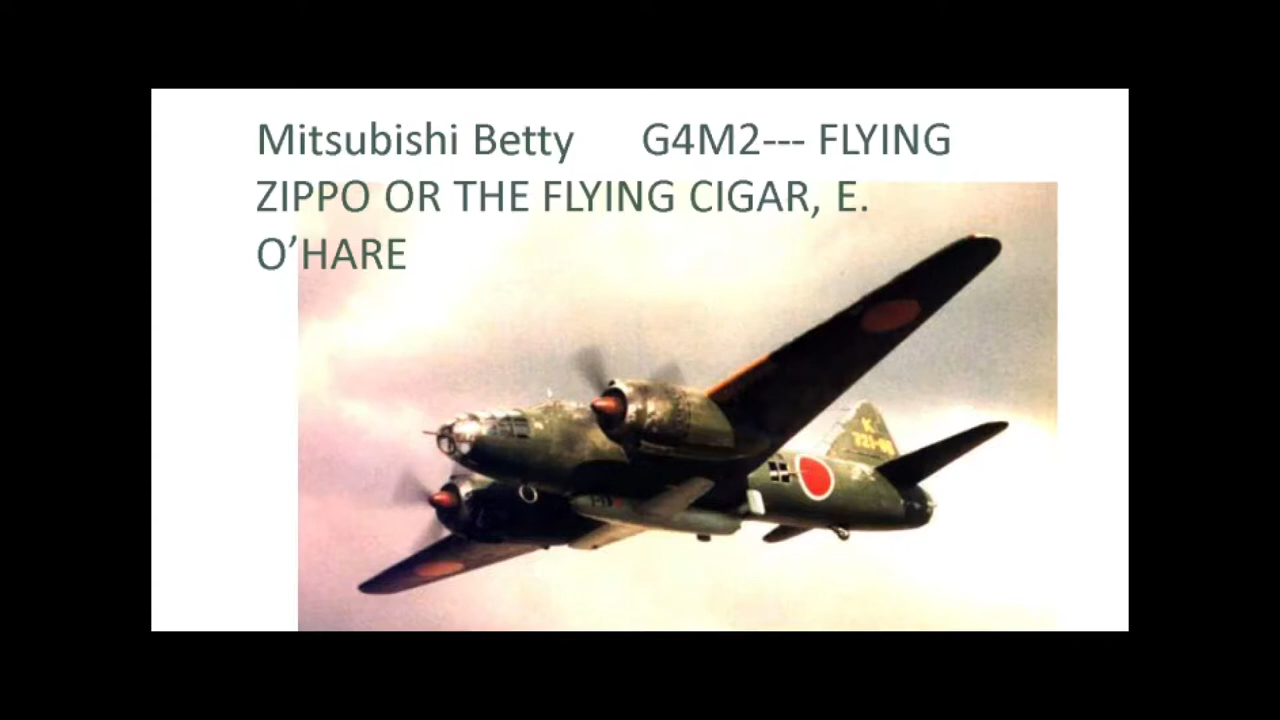 Mitsubishi Betty G4M2--- FLYING
ZIPPO OR THE FLYING CIGAR, E.
O’HARE
K